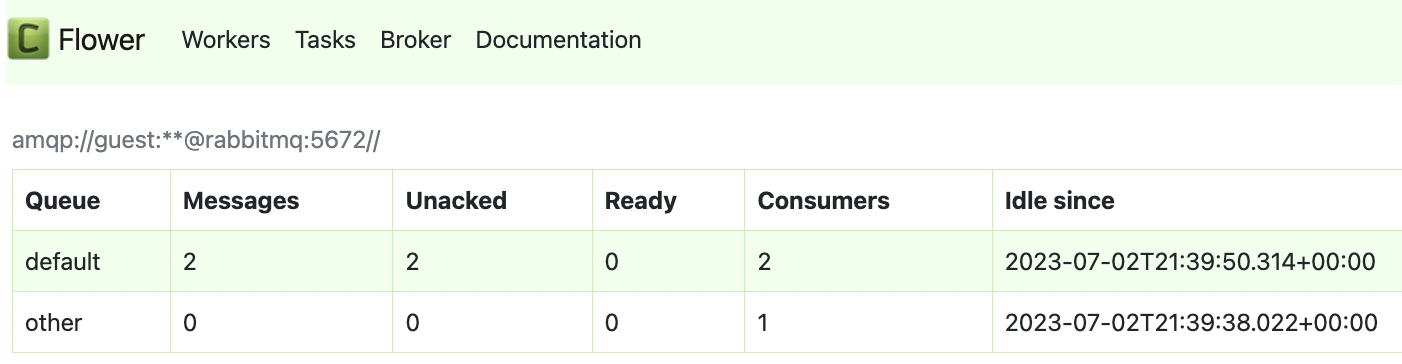 C Flower Workers Tasks Broker Documentation
amqp://guest:**@rabbitmq:5672//
Queue Messages Unacked Ready Consumers Idle since
default 2 2 0 2 2023-07-02T21:39:50.314+00:00
other 0 0 0 1 2023-07-02T21:39:38.022+00:00